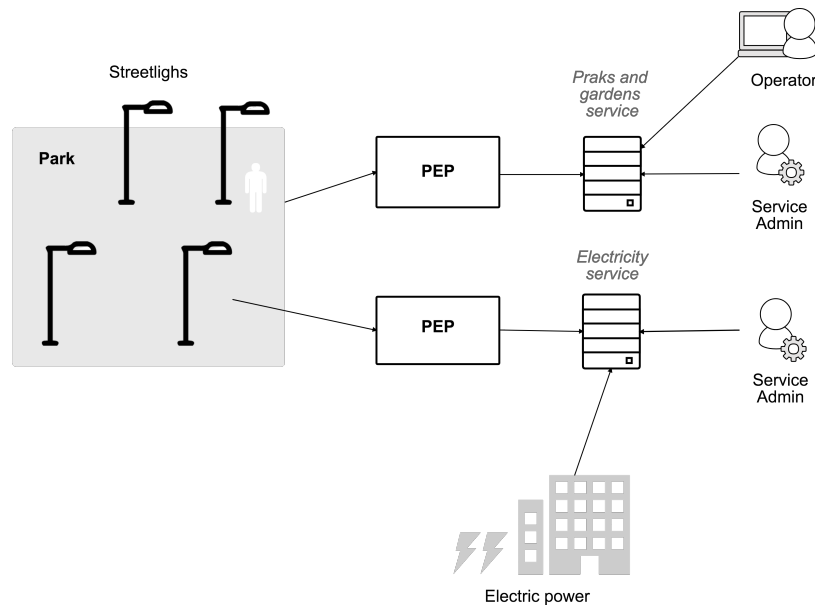 Streetlighs
Park
PEP
Praks and
gardens
service
Operator
Service
Admin
PEP
Electricity
service
Service
Admin
Electric power